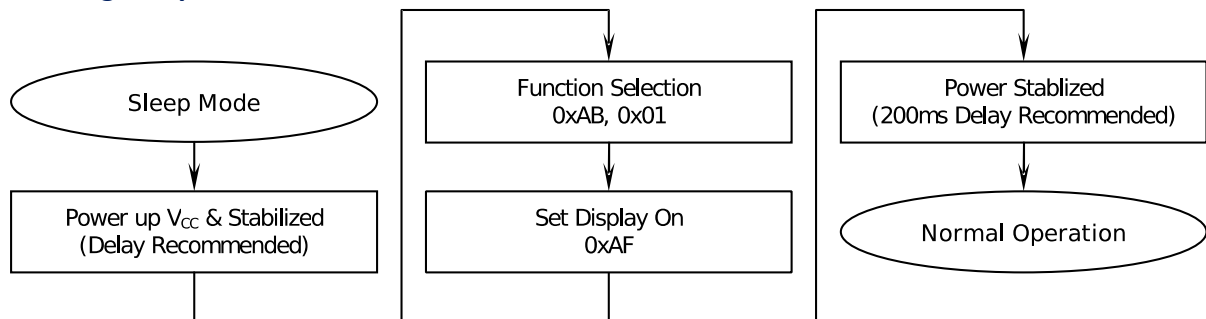 Sleep Mode
Power up VCC & Stabilized
(Delay Recommended)
Function Selection
0xAB, 0x01
Set Display On
0xAF
Power Stablized
(200ms Delay Recommended)
Normal Operation